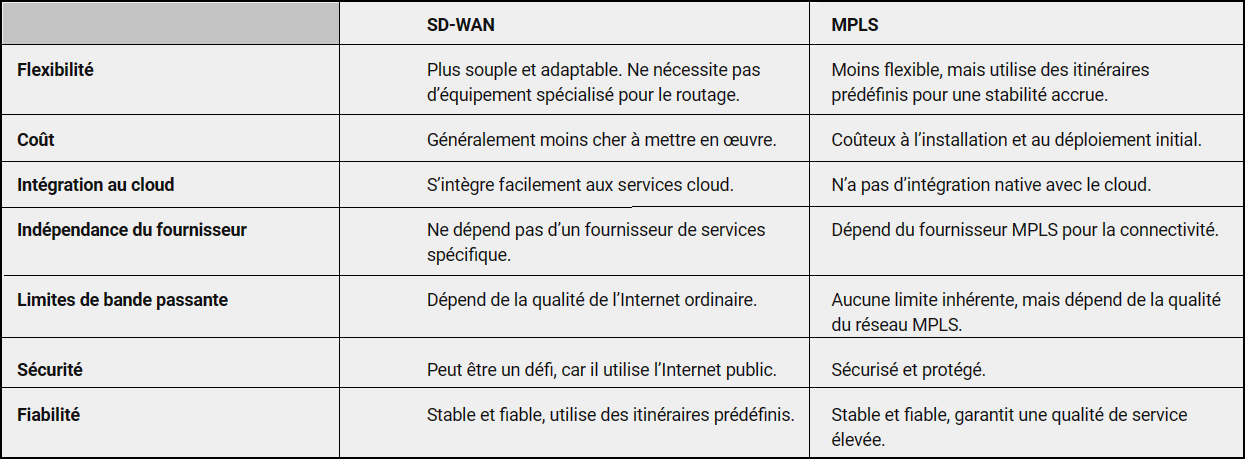 SD-WAN
MPLS
Flexibilité
Plus souple et adaptable. Ne nécessite pas
d’équipement spécialisé pour le routage.
Moins flexible, mais utilise des itinéraires
prédéfinis pour une stabilité accrue.
Coût
Généralement moins cher à mettre en œuvre.
Coûteux à l’installation et au déploiement initial.
Intégration au cloud
S’intègre facilement aux services cloud.
N’a pas d’intégration native avec le cloud.
Indépendance du fournisseur
Ne dépend pas d’un fournisseur de services
spécifique.
Dépend du fournisseur MPLS pour la connectivité.
Limites de bande passante
Dépend de la qualité de l’Internet ordinaire.
Aucune limite inhérente, mais dépend de la qualité
du réseau MPLS.
Sécurité
Peut être un défi, car il utilise l’Internet public.
Sécurisé et protégé.
Fiabilité
Stable et fiable, utilise des itinéraires prédéfinis.
Stable et fiable, garantit une qualité de service
élevée.